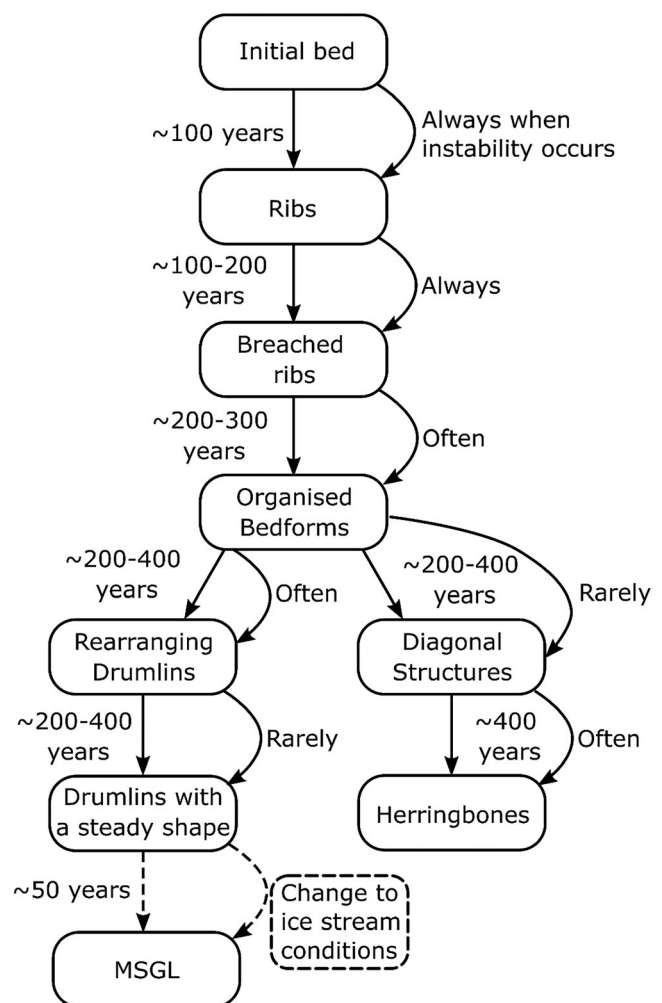 Initial bed
~100 years
Always when
instability occurs
Ribs
~100-200
years
Always
Breached
ribs
~200-300
years
Often
Organised
Bedforms
~200-400
years
Often
~200-400
years
Rarely
Rearranging
Drumlins
Diagonal
Structures
~200-400
years
Rarely
~400
years
Often
Drumlins with
a steady shape
Herringbones
~50 years
Change to
ice stream
conditions
MSGL